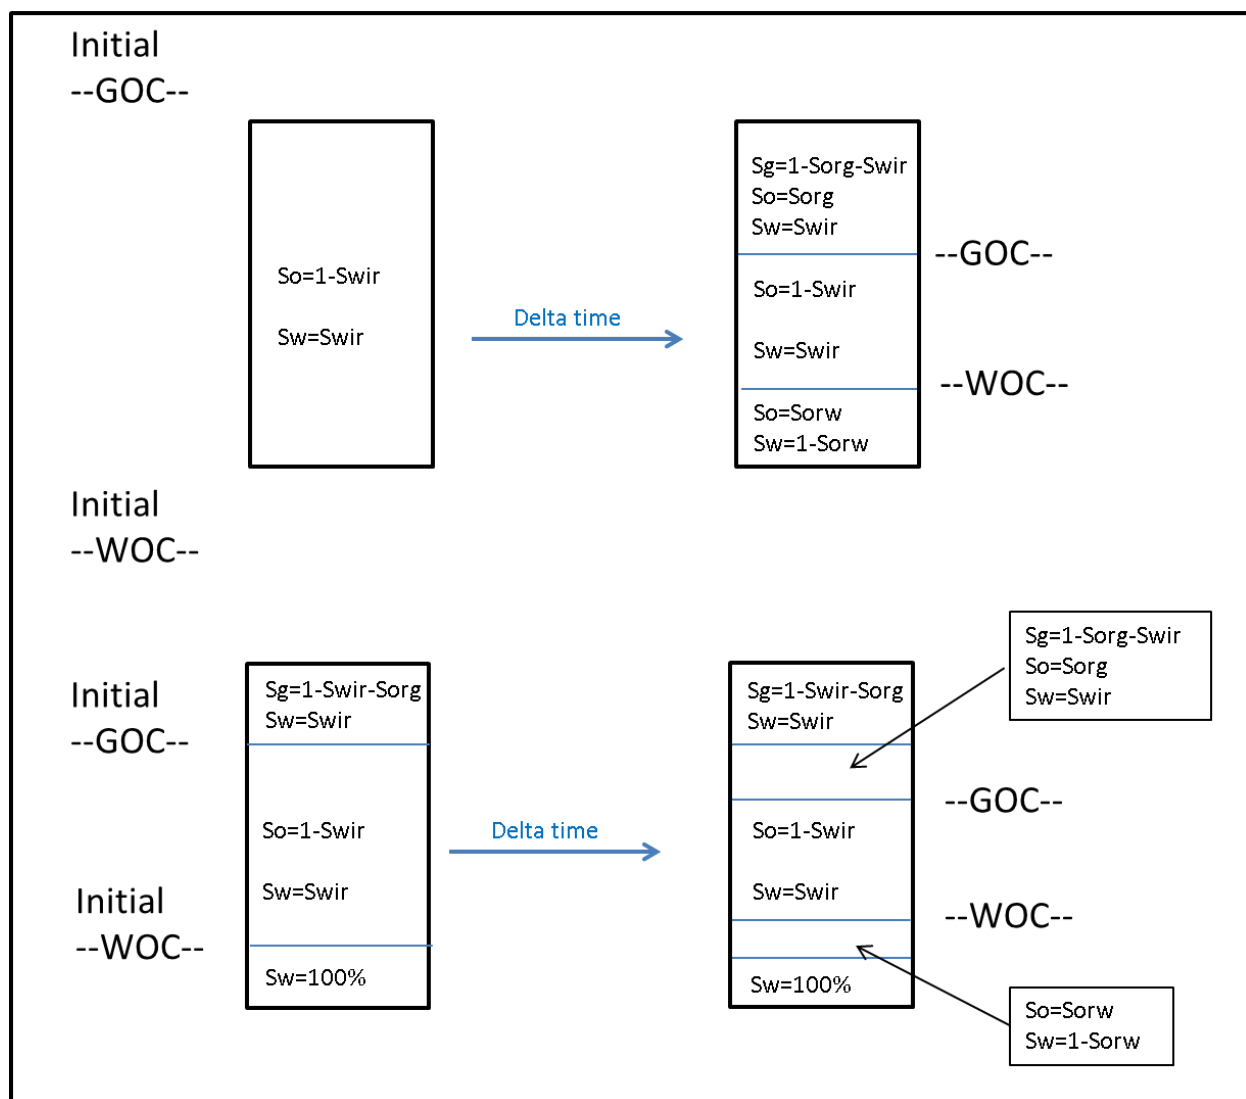 Initial
--GOC--
So=1-Swir
Sw=Swir
Delta time
Sg=1-Sorg-Swir
So=Sorg
Sw=Swir
--GOC--
So=1-Swir
Sw=Swir
--WOC--
So=Sorw
Sw=1-Sorw
Initial
--WOC--
Initial
--GOC--
Sg=1-Swir-Sorg
Sw=Swir
So=1-Swir
Sw=Swir
Initial
--WOC--
Sw=100%
Delta time
Sg=1-Swir-Sorg
Sw=Swir
Sg=1-Sorg-Swir
So=Sorg
Sw=Swir
--GOC--
So=1-Swir
Sw=Swir
--WOC--
Sw=100%
So=Sorw
Sw=1-Sorw